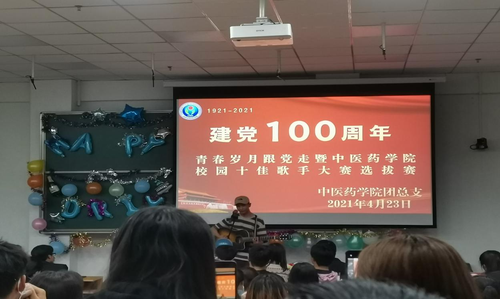 1921-2021
建党100周年
青春岁月跟党走暨中医药学院
校园十佳歌手大赛选拔赛
中医药学院团总支
2021年4月23日
HAPPY